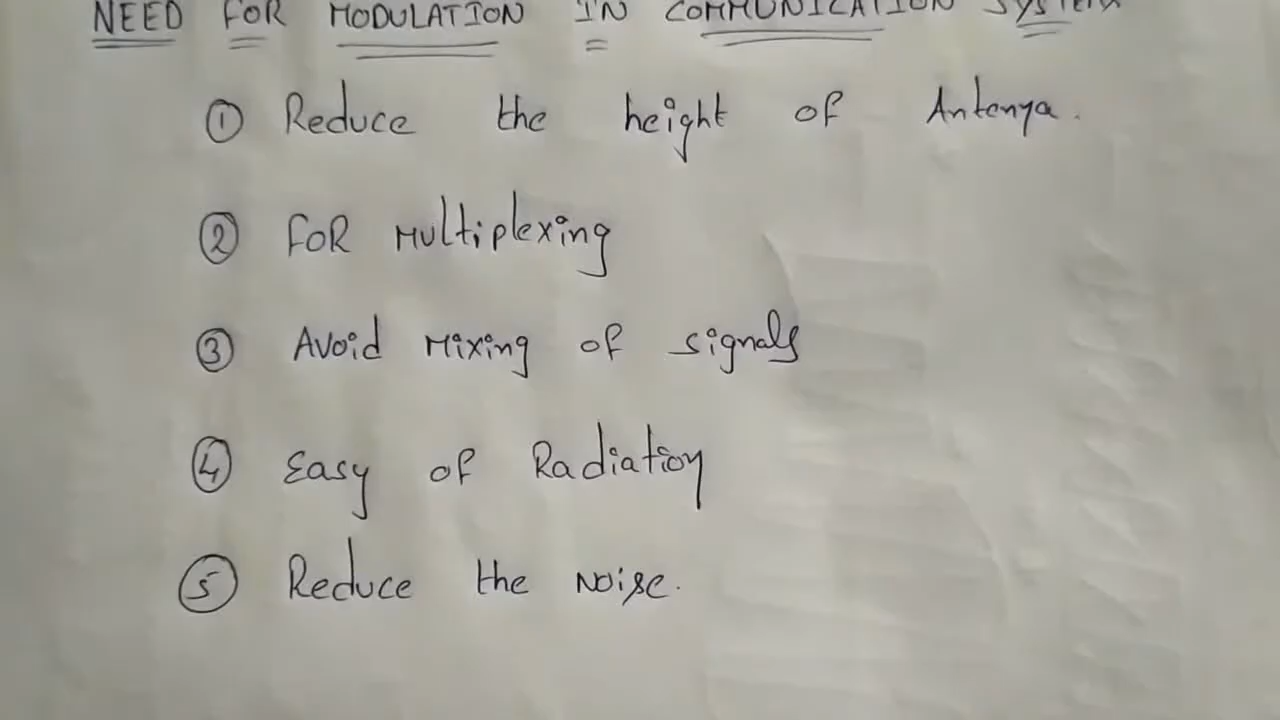 NEED FOR MODULATION IN COMMUNICATION SYSTEM
① Reduce the height of Antenna.
② FOR Multiplexing
③ Avoid Mixing of signals
④ Easy of Radiation
⑤ Reduce the Noise.